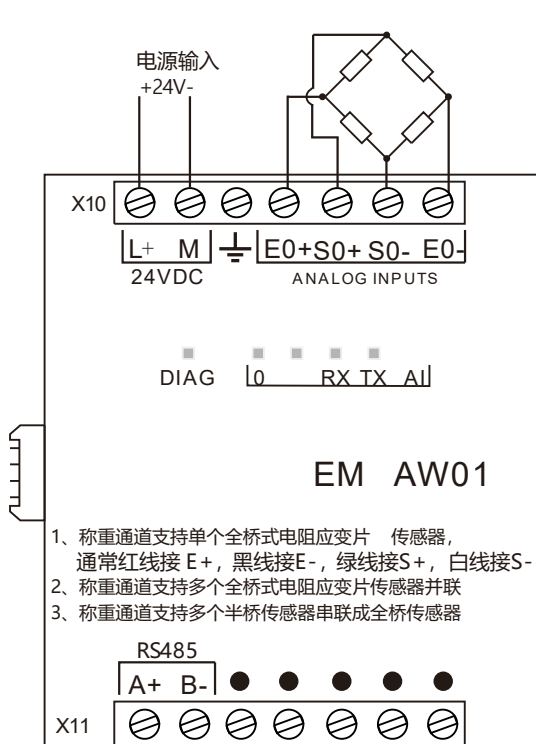 电源输入
+24V-
X10
L+ M E0+S0+ S0- E0-
24VDC ANALOG INPUTS
DIAG 0 RX TX AI
EM AW01
1、称重通道支持单个全桥式电阻应变片 传感器，
通常红线接 E+，黑线接E-，绿线接S+，白线接S-
2、称重通道支持多个全桥式电阻应变片传感器并联
3、称重通道支持多个半桥传感器串联成全桥传感器
RS485
A+ B-
X11